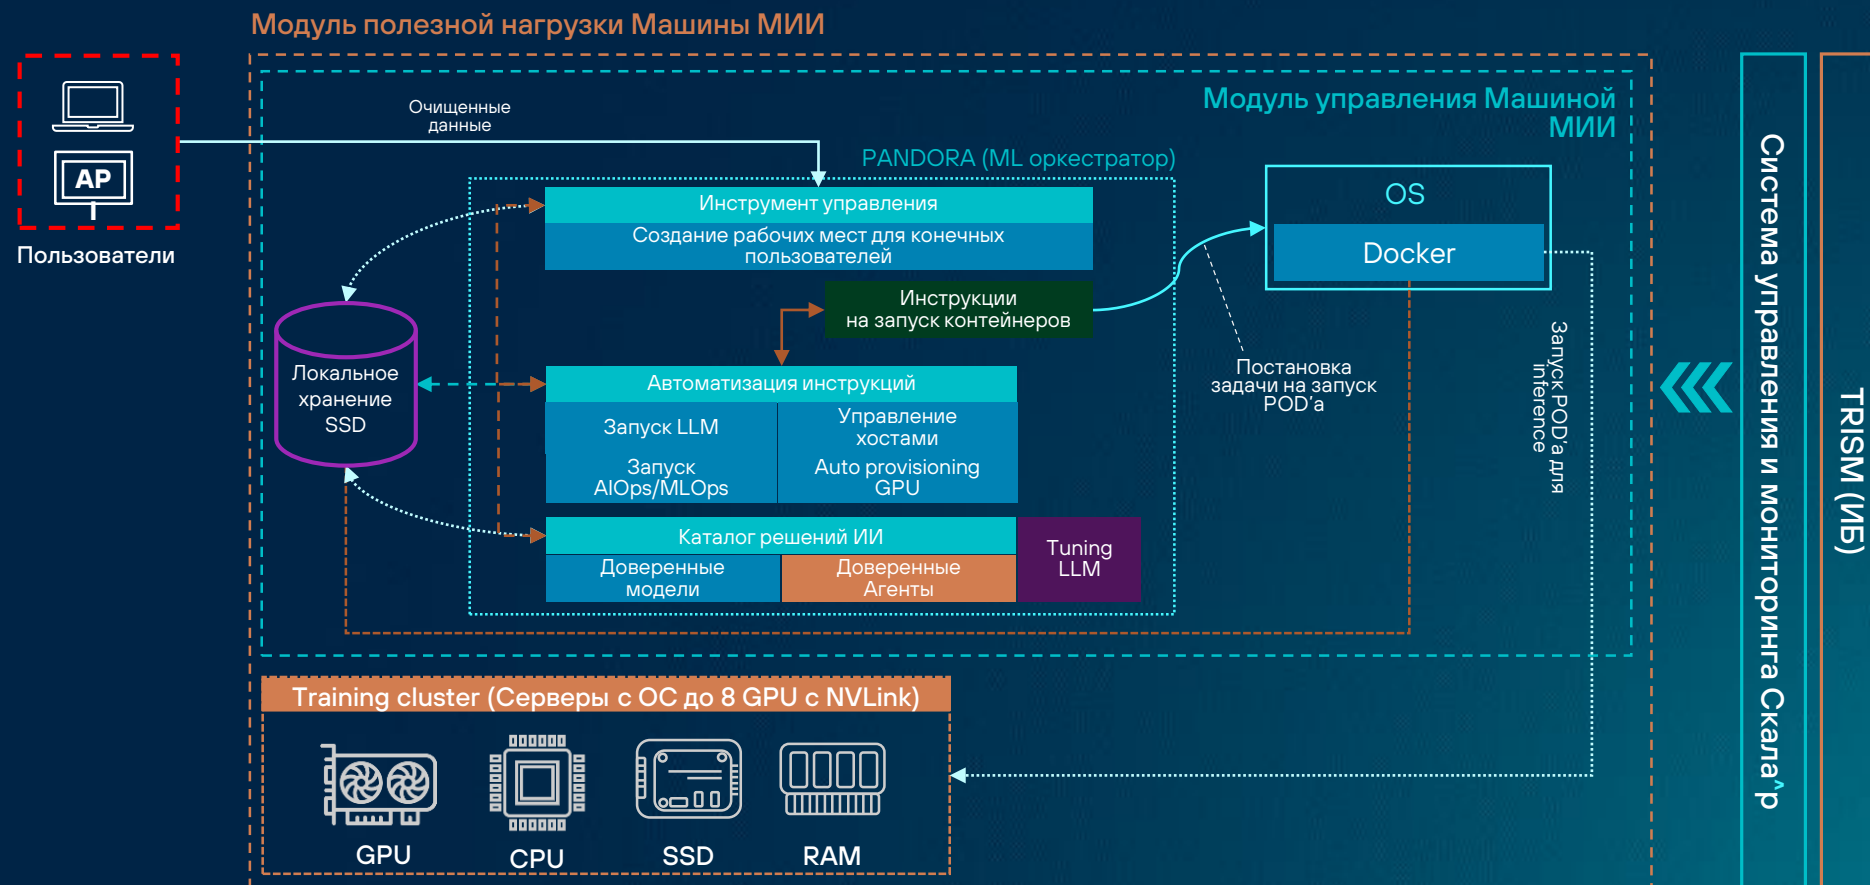 Модуль полезной нагрузки Машины МИИ
AP
Пользователи
Очищенные
данные
Модуль управления Машиной
МИИ
PANDORA (ML оркестратор)
Инструмент управления
Создание рабочих мест для конечных
пользователей
Инструкции
на запуск контейнеров
OS
Docker
Постановка
задачи на запуск
POD'а
Запуск POD'а для
inference
Локальное
хранение
SSD
Автоматизация инструкций
Запуск LLM
Управление
хостами
Запуск
AIOps/MLOps
Auto provisioning
GPU
Каталог решений ИИ
Доверенные
модели
Доверенные
Агенты
Tuning
LLM
Training cluster (Серверы с ОС до 8 GPU с NVLink)
GPU
CPU
SSD
RAM
Система управления и мониторинга Скала^р
TRISM (ИБ)